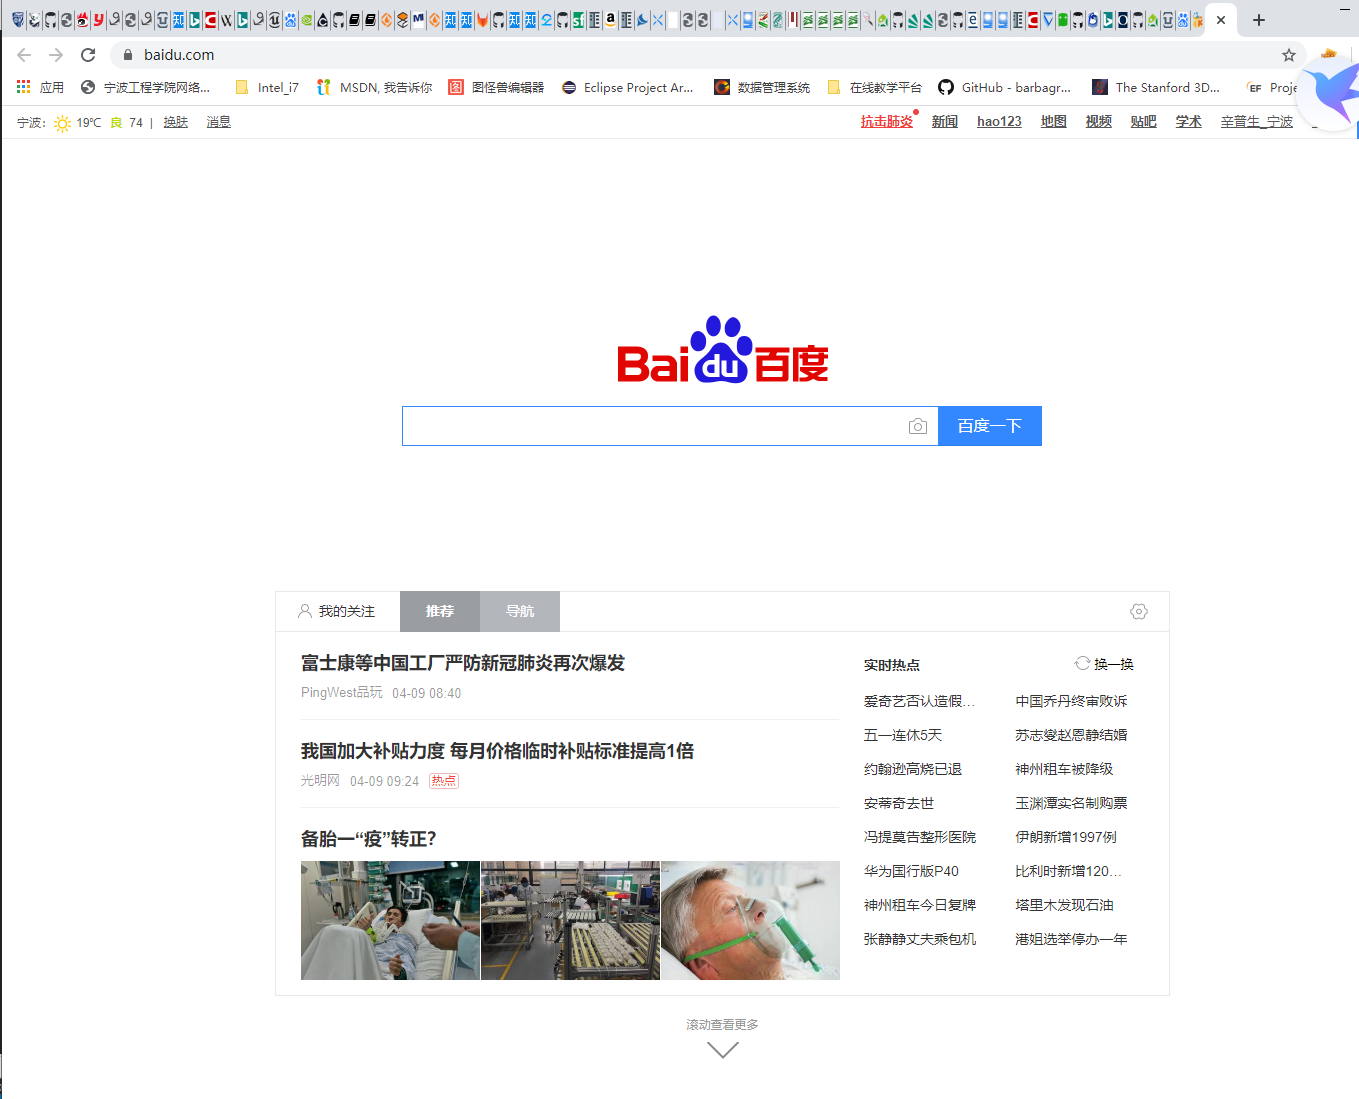 baidu.com
应用 宁波工程学院网络... Intel_i7 MSDN, 我告诉你 图怪兽编辑器 Eclipse Project Ar... 数据管理系统 在线教学平台 GitHub - barbagr... The Stanford 3D... EF Proje
宁波: 19℃ 良 74 | 换肤 消息 抗击肺炎 新闻 hao123 地图 视频 贴吧 学术 辛普生_宁波
Baidu百度
百度一下
我的关注 推荐 导航
富士康等中国工厂严防新冠肺炎再次爆发
PingWest品玩 04-09 08:40
我国加大补贴力度 每月价格临时补贴标准提高1倍
光明网 04-09 09:24 热点
备胎一“疫”转正?
实时热点 换一换
爱奇艺否认造假... 中国乔丹终审败诉
五一连休5天 苏志燮赵恩静结婚
约翰逊高烧已退 神州租车被降级
安蒂奇去世 玉渊潭实名制购票
冯提莫告整形医院 伊朗新增1997例
华为国行版P40 比利时新增120...
神州租车今日复牌 塔里木发现石油
张静静丈夫乘包机 港姐选举停办一年
滚动查看更多